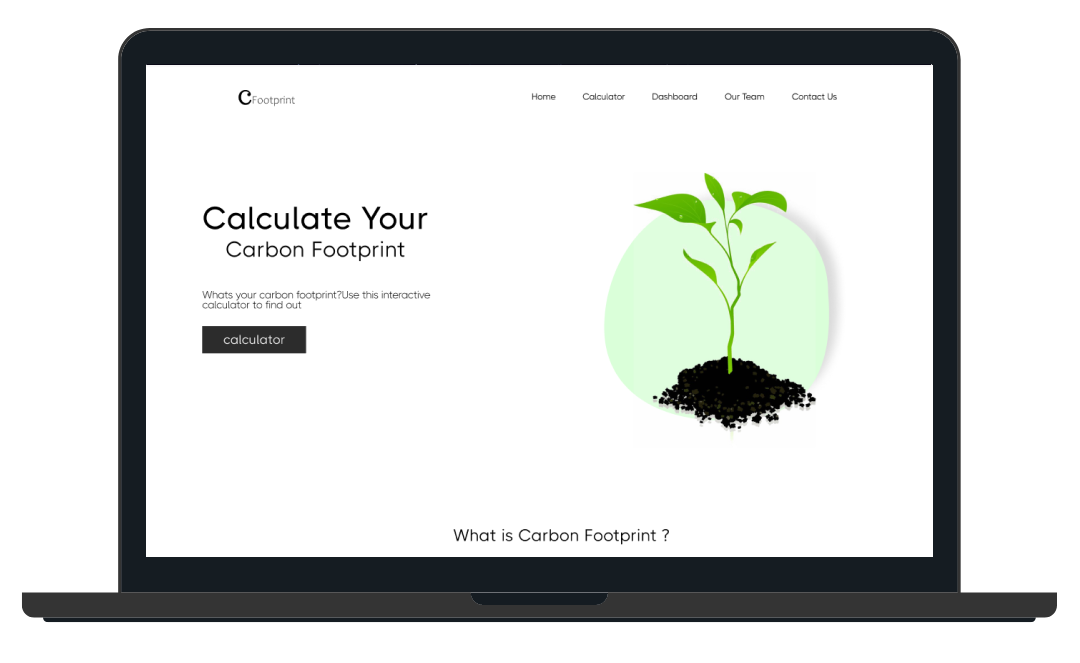 C Footprint
Home Calculator Dashboard Our Team Contact Us
Calculate Your
Carbon Footprint
Whats your carbon footprint?Use this interactive
calculator to find out
calculator
What is Carbon Footprint ?